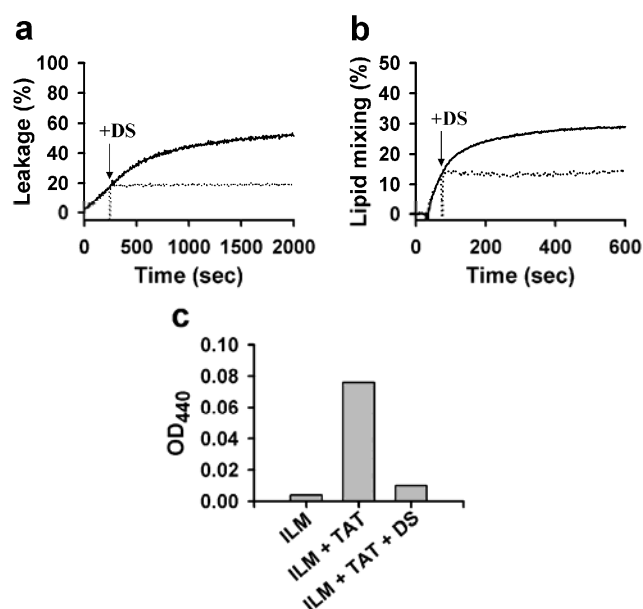 a
100
80
60
40
20
0
Leakage (%)
+DS
0 500 1000 1500 2000
Time (sec)
b
50
40
30
20
10
0
Lipid mixing (%)
+DS
0 200 400 600
Time (sec)
c
0.10
0.08
0.06
0.04
0.02
0.00
OD440
ILM
ILM + TAT
ILM + TAT + DS